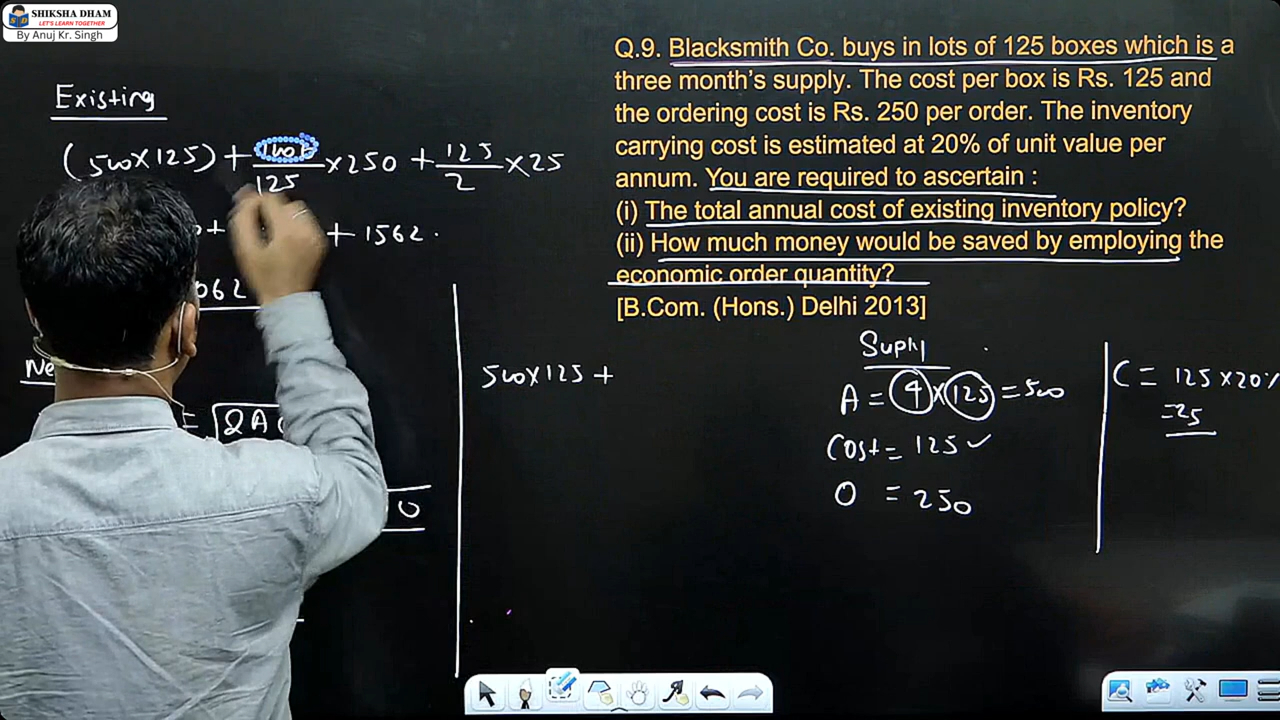 SHIKSHA DHAM
LET'S LEARN TOGETHER
By Anuj Kr. Singh
Q.9. Blacksmith Co. buys in lots of 125 boxes which is a
three month's supply. The cost per box is Rs. 125 and
the ordering cost is Rs. 250 per order. The inventory
carrying cost is estimated at 20% of unit value per
annum. You are required to ascertain :
(i) The total annual cost of existing inventory policy?
(ii) How much money would be saved by employing the
economic order quantity?
[B.Com. (Hons.) Delhi 2013]
Existing
(500×125) + /125 ×250 + 125/2 ×25
+ + 1562.
062
Ne
= √2A
0
500×125 +
Suply
A = 4×125 = 500
Cost = 125 ✓
O = 250
C = 125×20%
=25